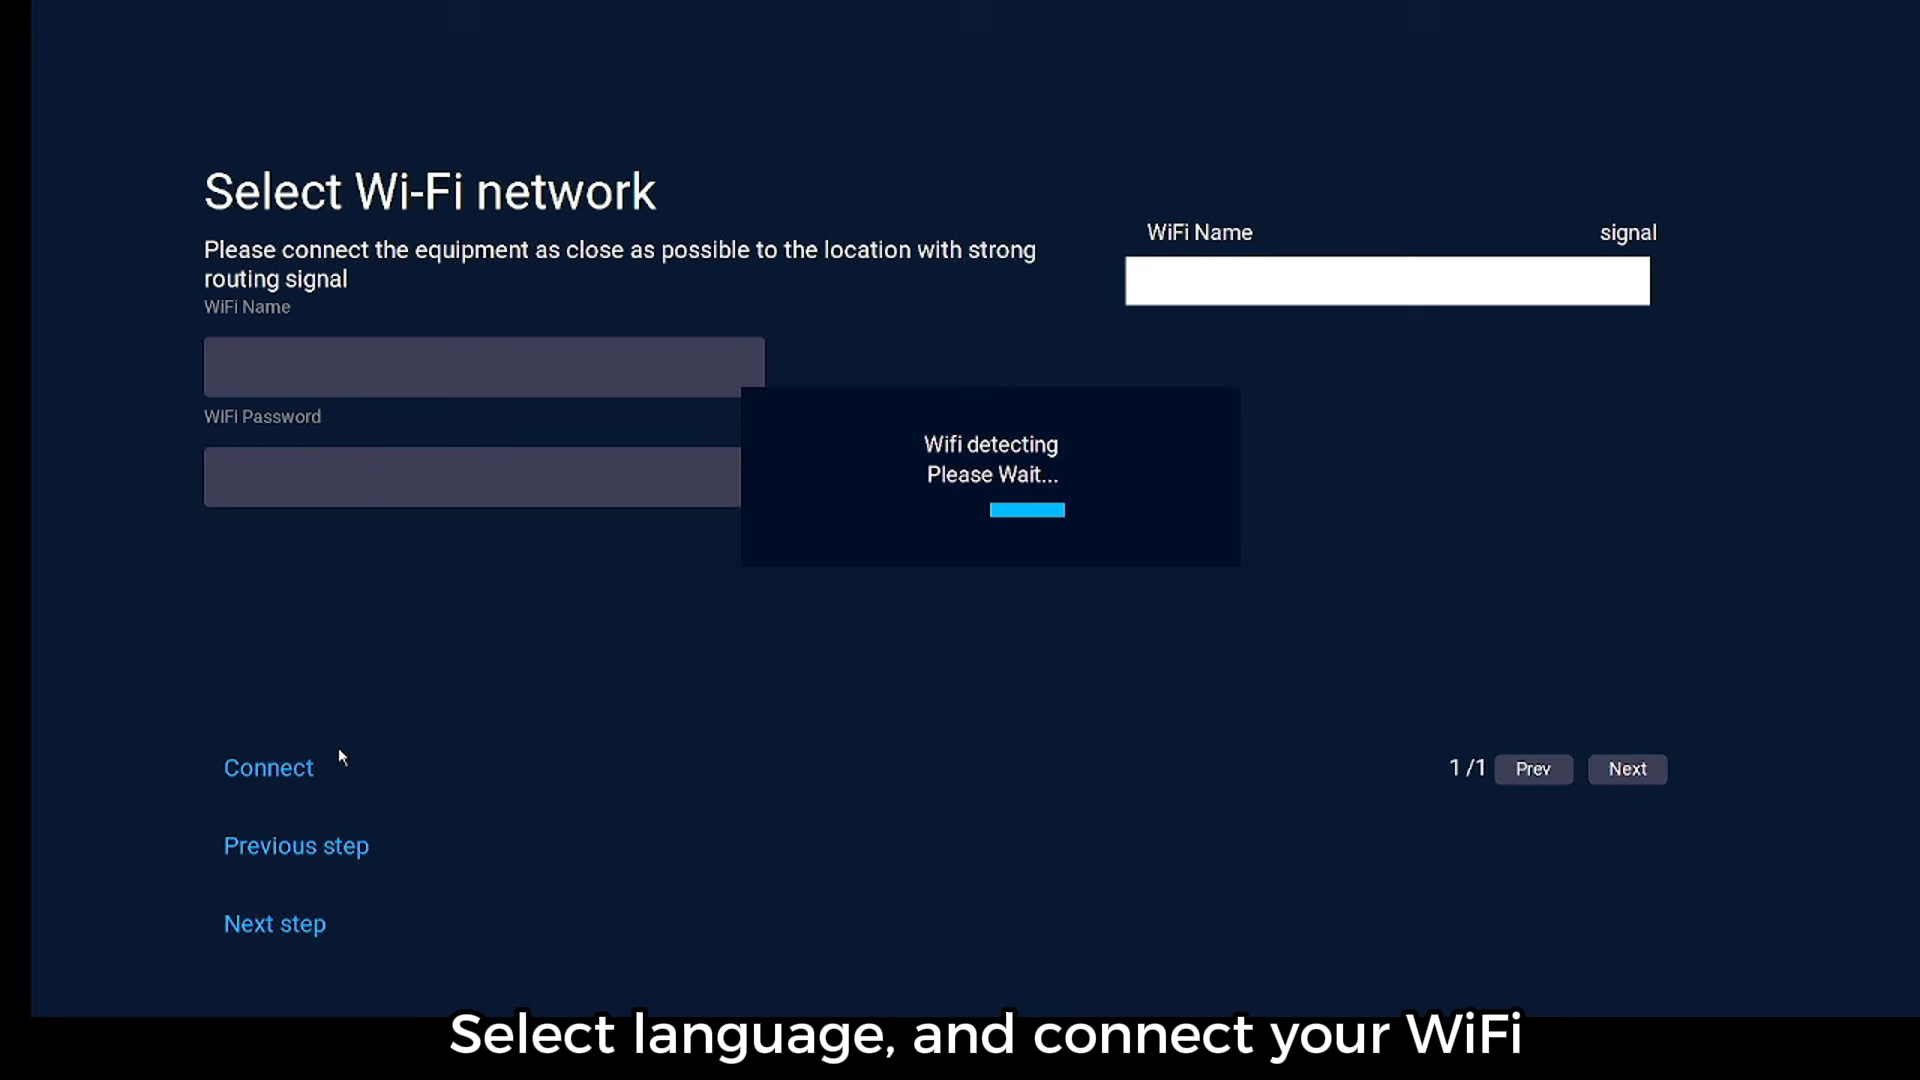 Select Wi-Fi network
Please connect the equipment as close as possible to the location with strong
routing signal
WiFi Name
WIFI Password
WiFi Name signal
Wifi detecting
Please Wait...
Connect
Previous step
Next step
1 /1 Prev Next
Select language, and connect your WiFi